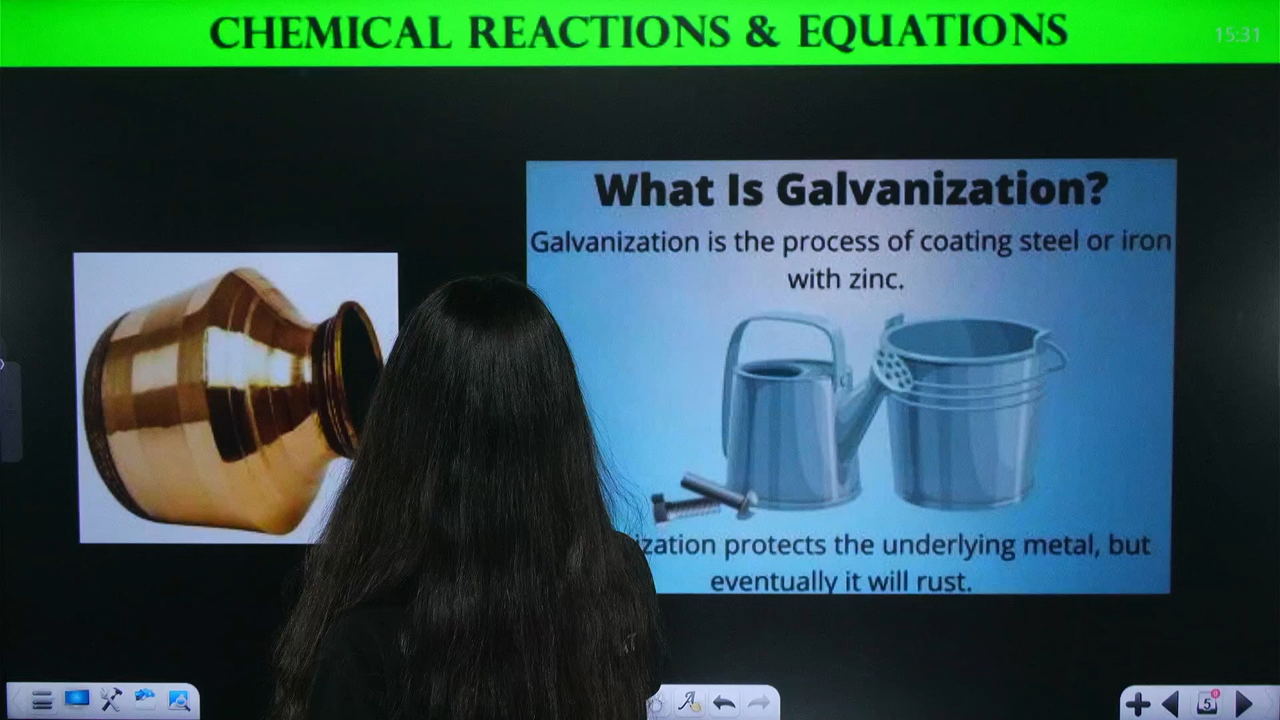 CHEMICAL REACTIONS & EQUATIONS
15:31
What Is Galvanization?
Galvanization is the process of coating steel or iron
with zinc.
ization protects the underlying metal, but
eventually it will rust.
5